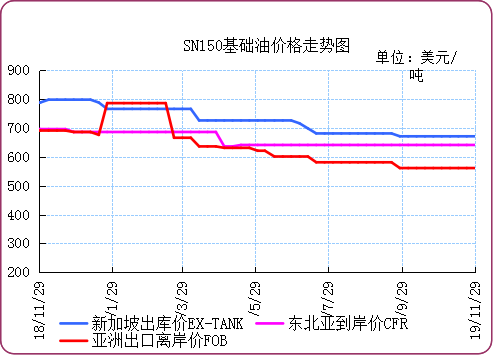 SN150基础油价格走势图
单位：美元/
吨
900
800
700
600
500
400
300
200
18/11/29
/1/29
/3/29
/5/29
/7/29
/9/29
19/11/29
新加坡出库价EX-TANK
东北亚到岸价CFR
亚洲出口离岸价FOB